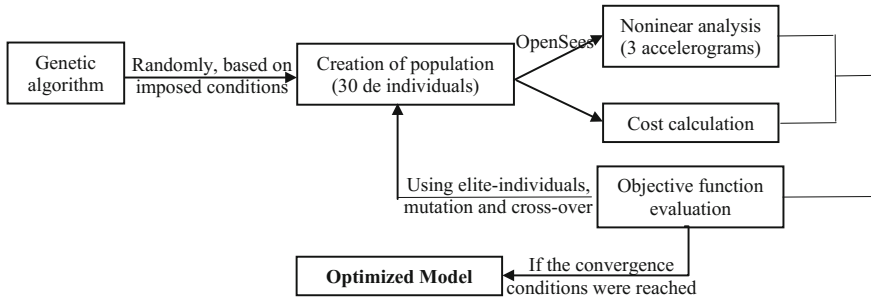 Genetic
algorithm
Randomly, based on
imposed conditions
Creation of population
(30 de individuals)
OpenSees
Noninear analysis
(3 accelerograms)
Cost calculation
Using elite-individuals,
mutation and cross-over
Objective function
evaluation
Optimized Model
If the convergence
conditions were reached